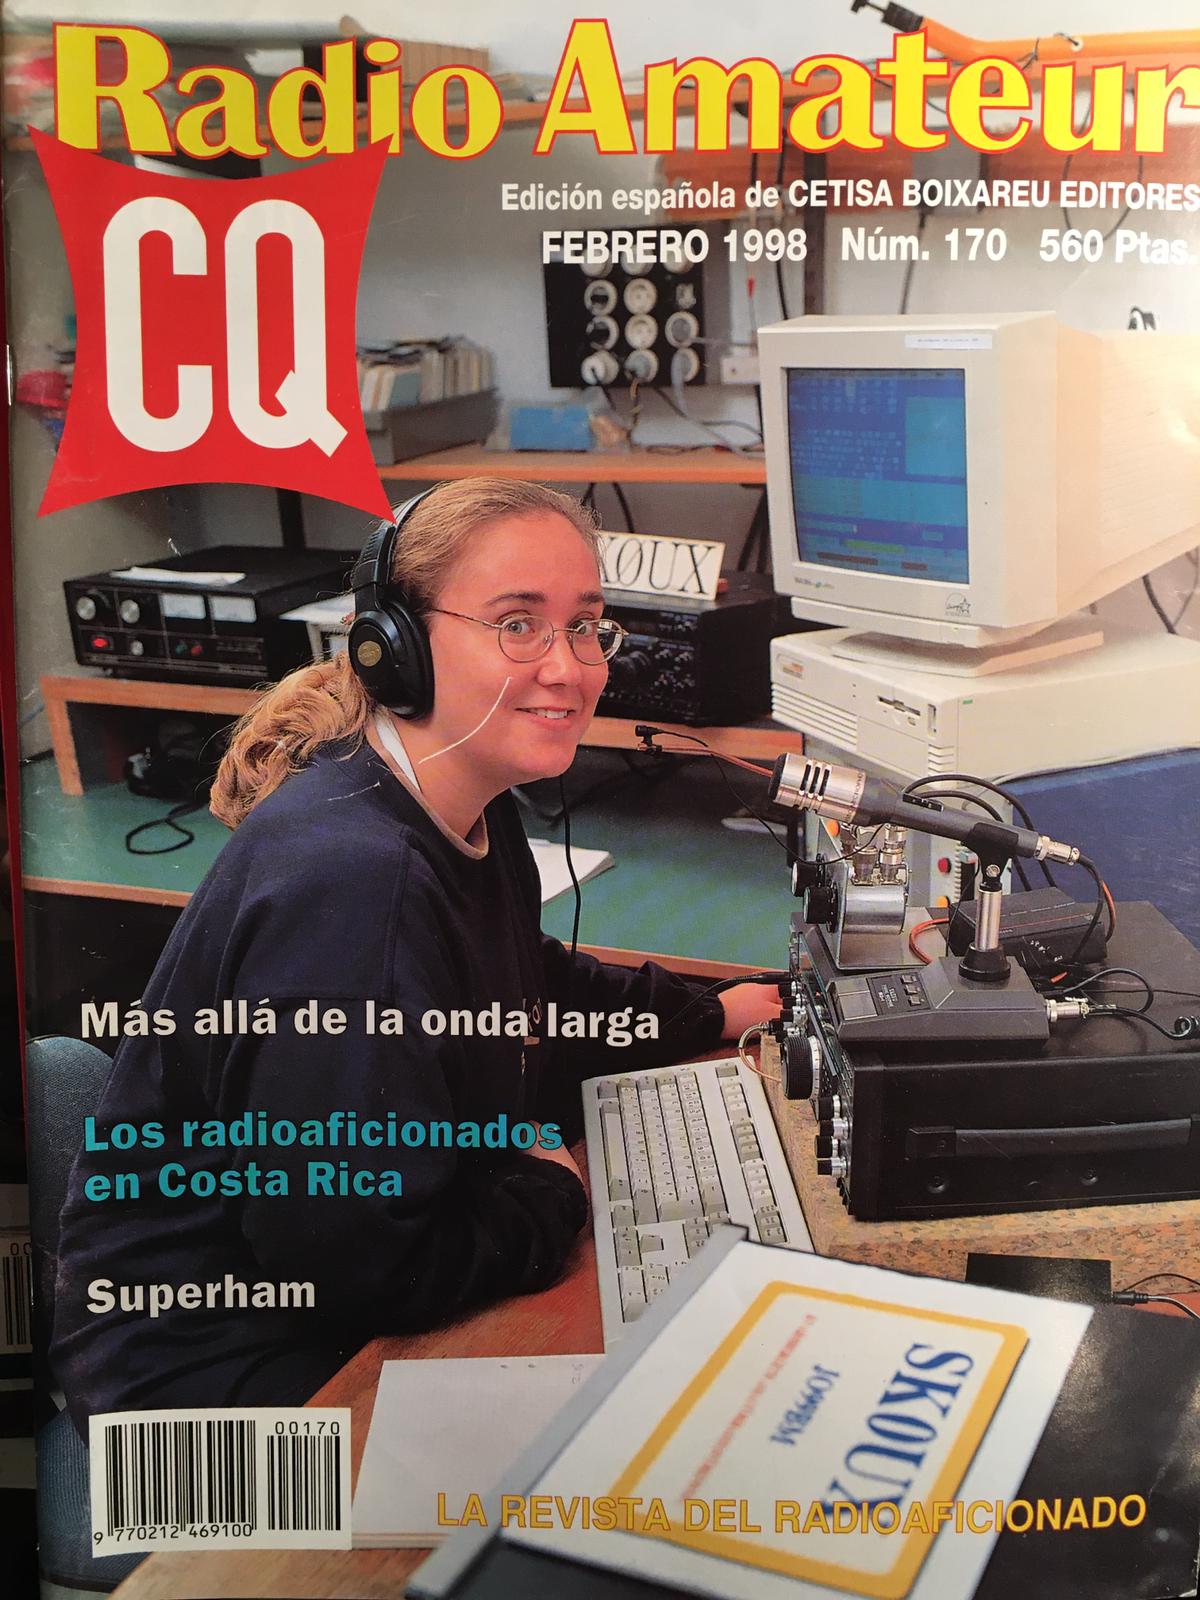 Radio Amateur
CQ
Edición española de CETISA BOIXAREU EDITORES
FEBRERO 1998 Núm. 170 560 Ptas.
KØUX
Más allá de la onda larga
Los radioaficionados
en Costa Rica
Superham
SKØUX
JO99BM
00170
9 770212 469100
LA REVISTA DEL RADIOAFICIONADO